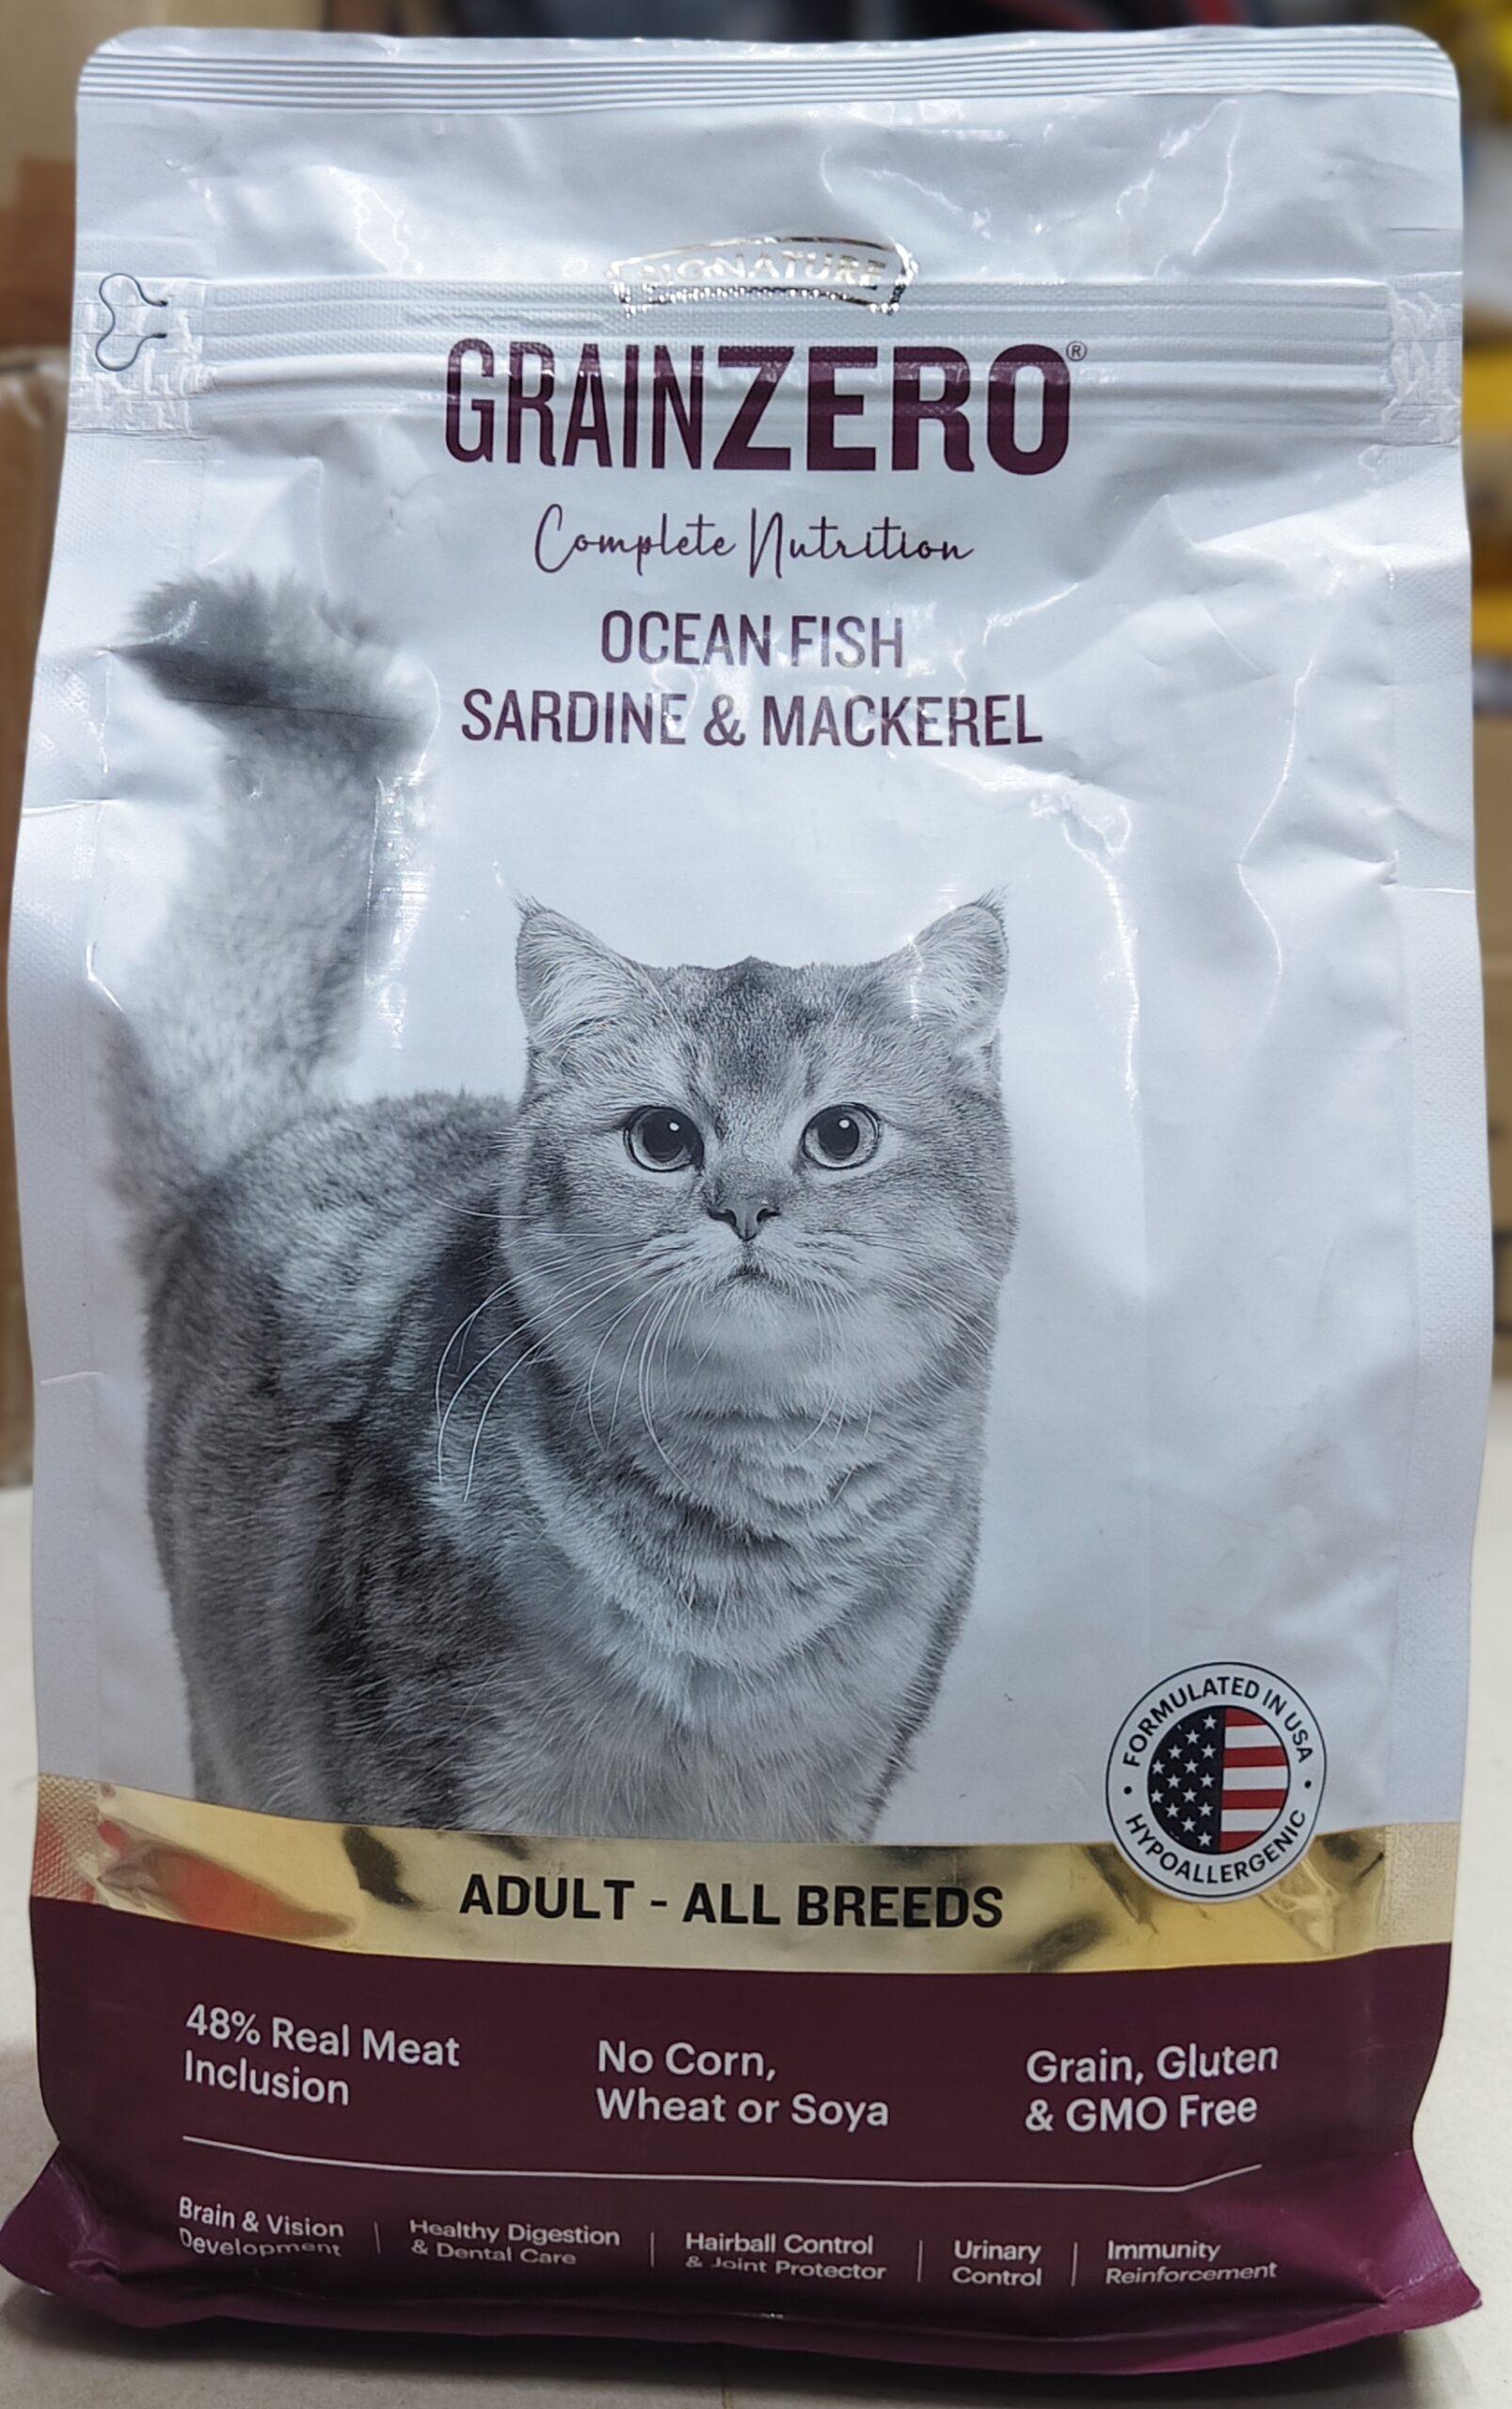 SIGNATURE
GRAINZERO®
Complete Nutrition
OCEAN FISH
SARDINE & MACKEREL
FORMULATED IN USA
HYPOALLERGENIC
ADULT - ALL BREEDS
48% Real Meat
Inclusion
No Corn,
Wheat or Soya
Grain, Gluten
& GMO Free
Brain & Vision
Development
Healthy Digestion
& Dental Care
Hairball Control
& Joint Protector
Urinary
Control
Immunity
Reinforcement